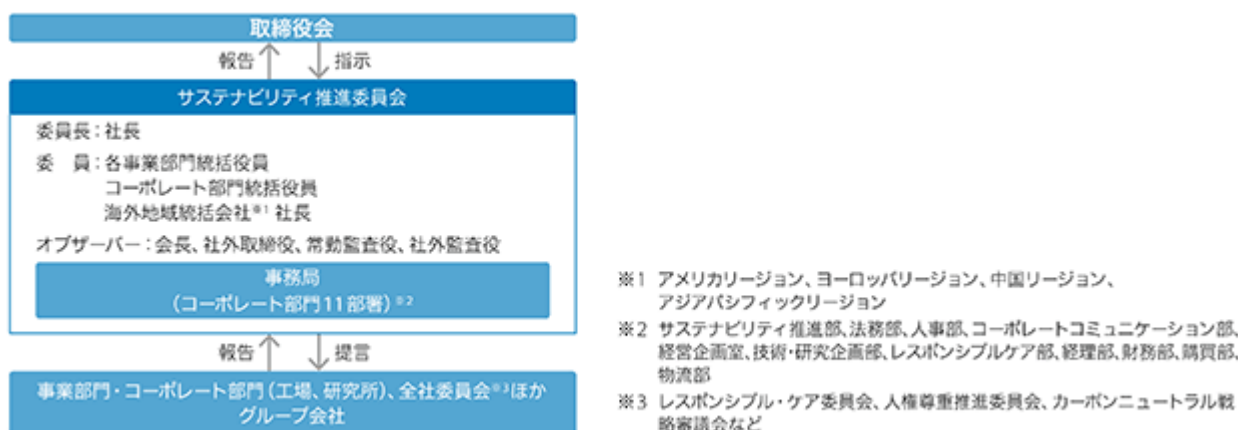 取締役会
報告 指示
サステナビリティ推進委員会
委員長：社長
委　員：各事業部門統括役員
コーポレート部門統括役員
海外地域統括会社※1 社長
オブザーバー：会長、社外取締役、常勤監査役、社外監査役
事務局
（コーポレート部門11部署）※2
報告 提言
事業部門・コーポレート部門（工場、研究所）、全社委員会※3ほか
グループ会社
※1 アメリカリージョン、ヨーロッパリージョン、中国リージョン、
アジアパシフィックリージョン
※2 サステナビリティ推進部、法務部、人事部、コーポレートコミュニケーション部、
経営企画室、技術・研究企画部、レスポンシブルケア部、経理部、財務部、購買部、
物流部
※3 レスポンシブル・ケア委員会、人権尊重推進委員会、カーボンニュートラル戦
略審議会など